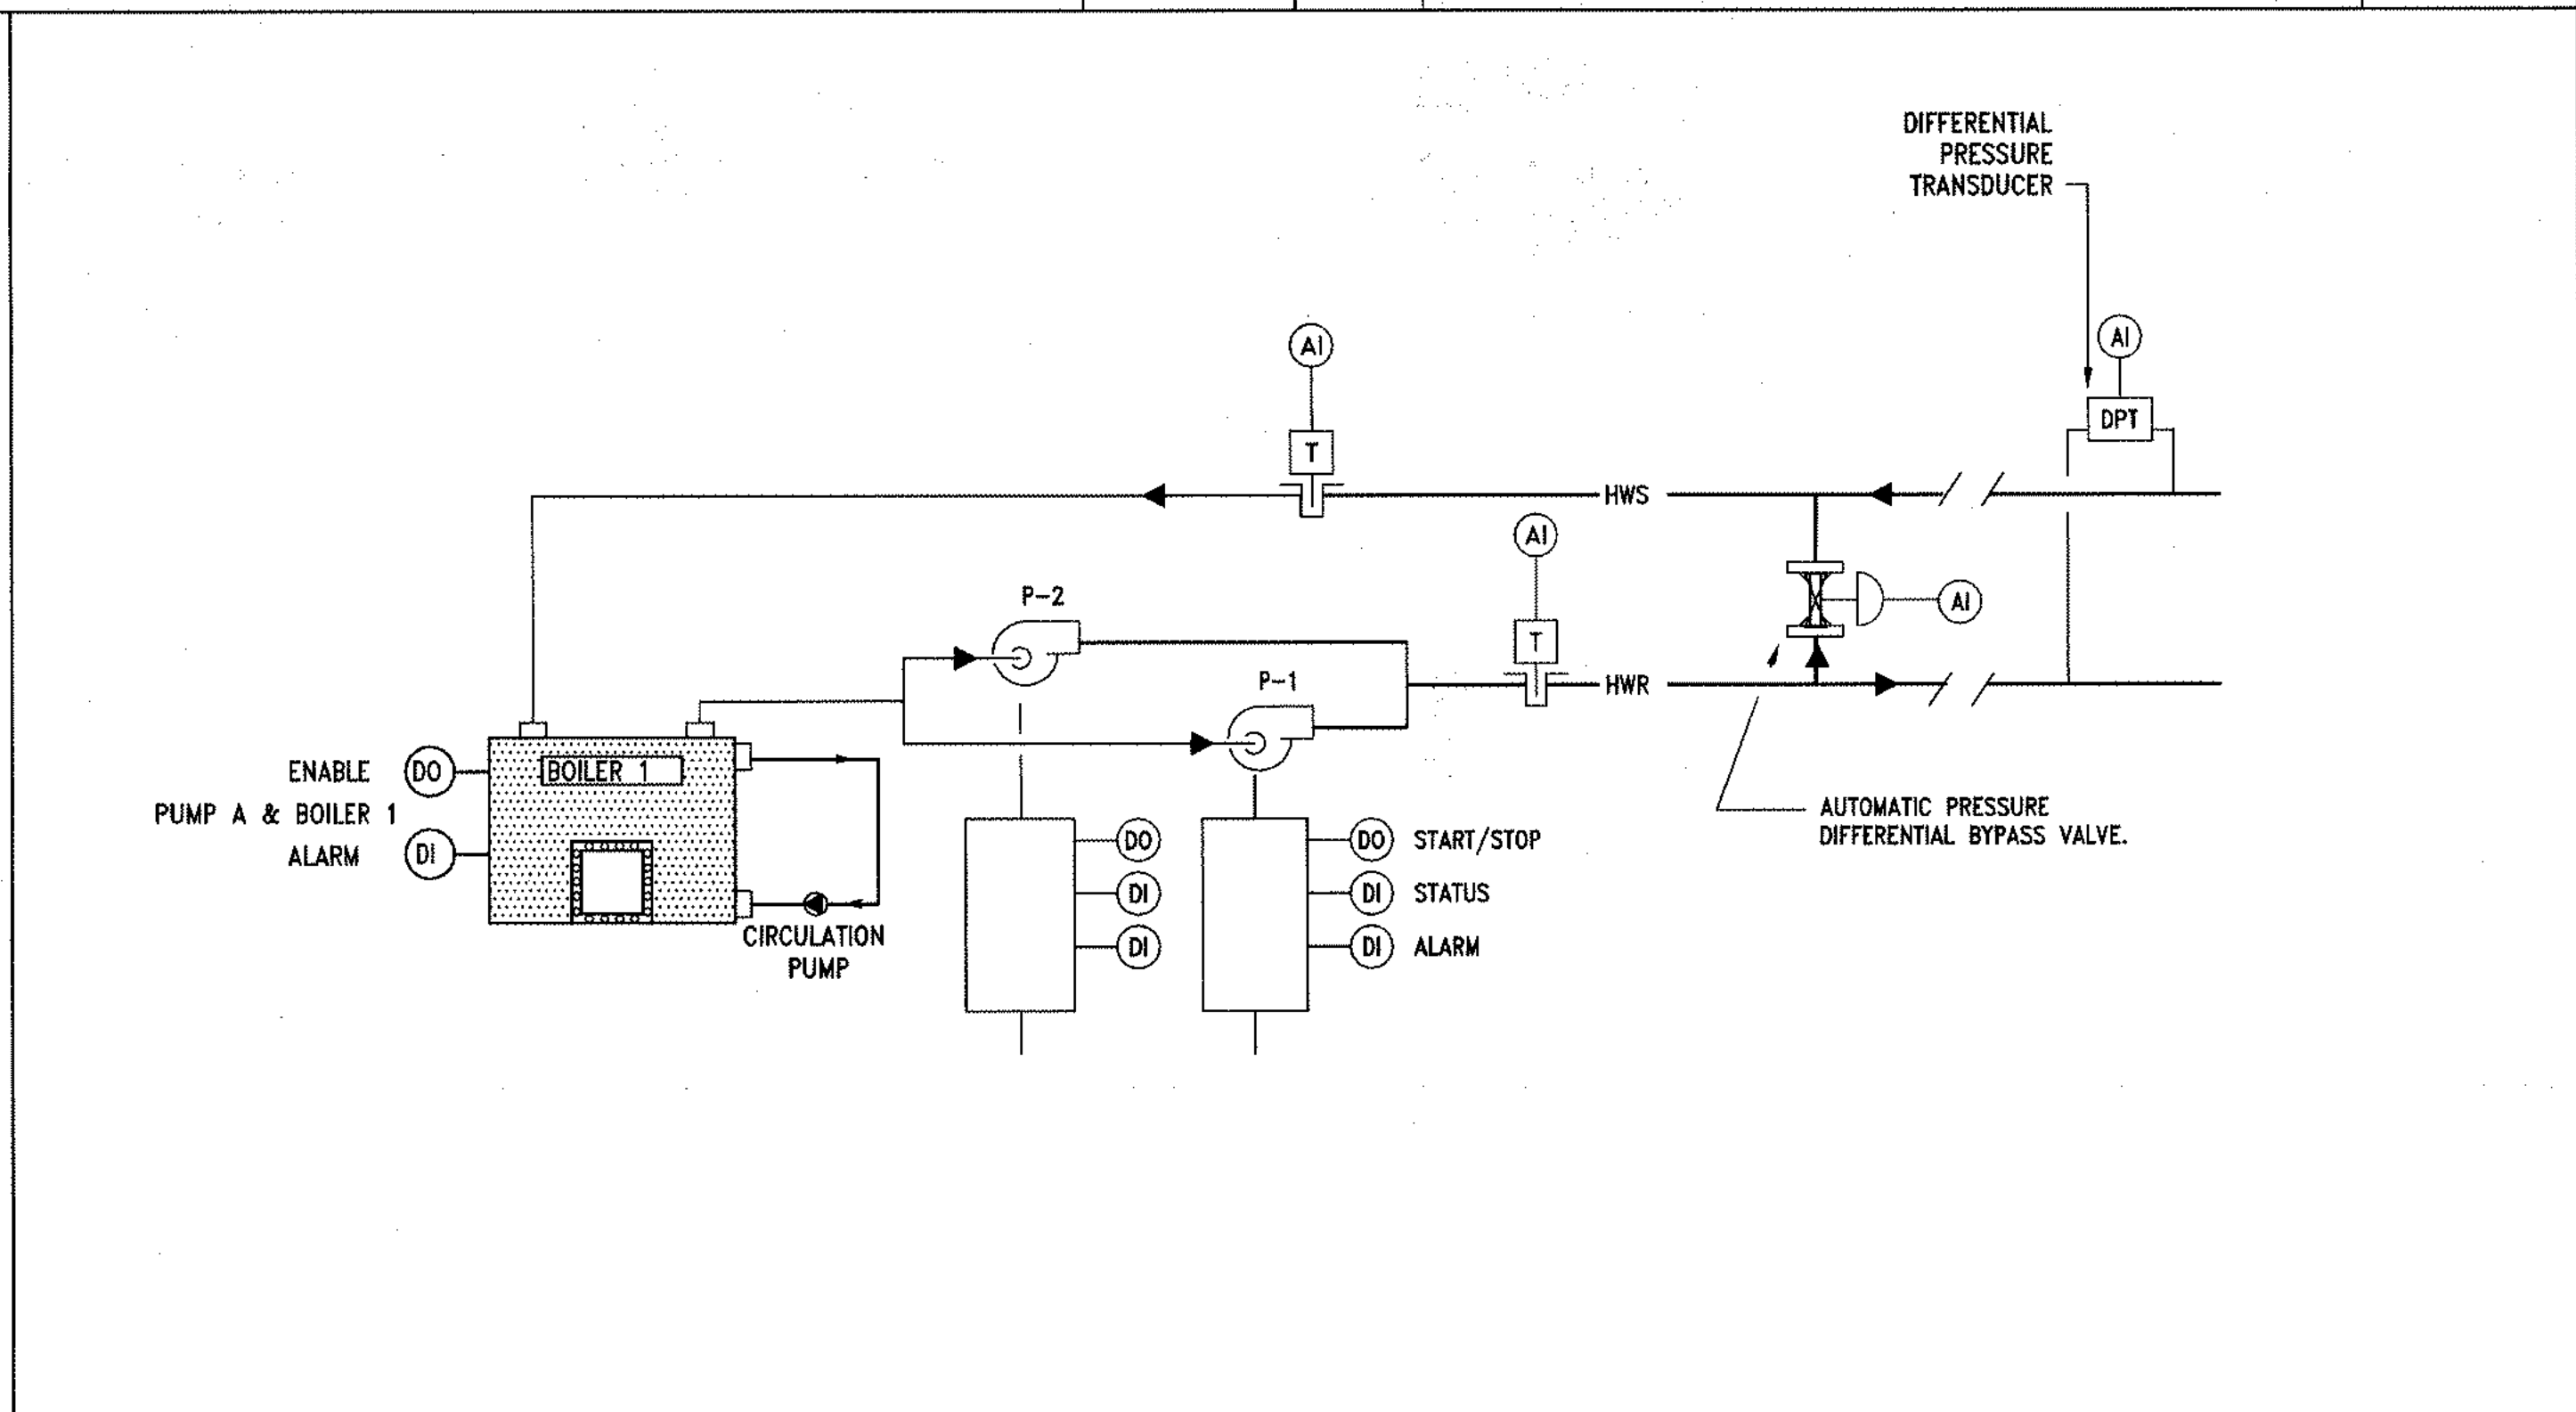 DIFFERENTIAL
PRESSURE
TRANSDUCER
AI
AI
DPT
T
HWS
AI
P-2
AI
T
P-1
HWR
ENABLE DO
BOILER 1
PUMP A & BOILER 1
ALARM DI
AUTOMATIC PRESSURE
DIFFERENTIAL BYPASS VALVE.
DO
DO START/STOP
DI
DI STATUS
DI
DI ALARM
CIRCULATION
PUMP